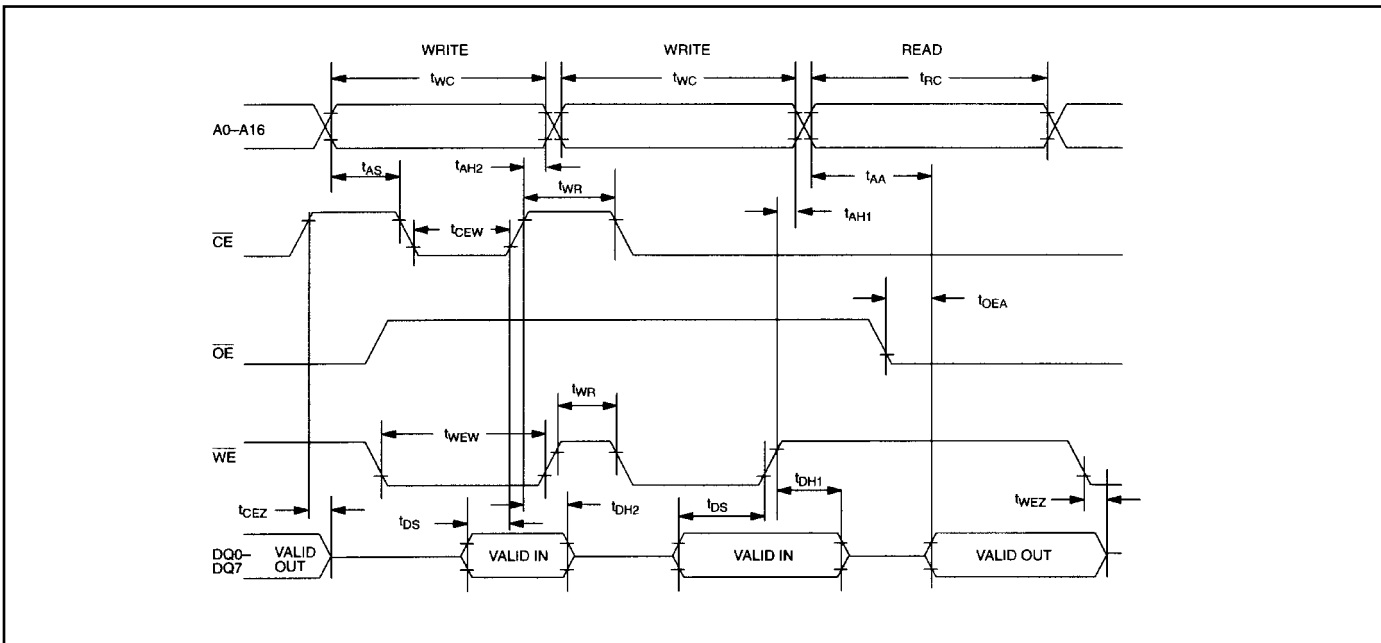 WRITE WRITE READ
tWC tWC tRC
A0–A16
tAS tAH2 tWR tAA
tAH1
CE tCEW
tOEA
OE
tWR
tWEW
WE
tDH1
tCEZ tDS tDH2 tDS tWEZ
DQ0– VALID VALID IN VALID IN VALID OUT
DQ7 OUT